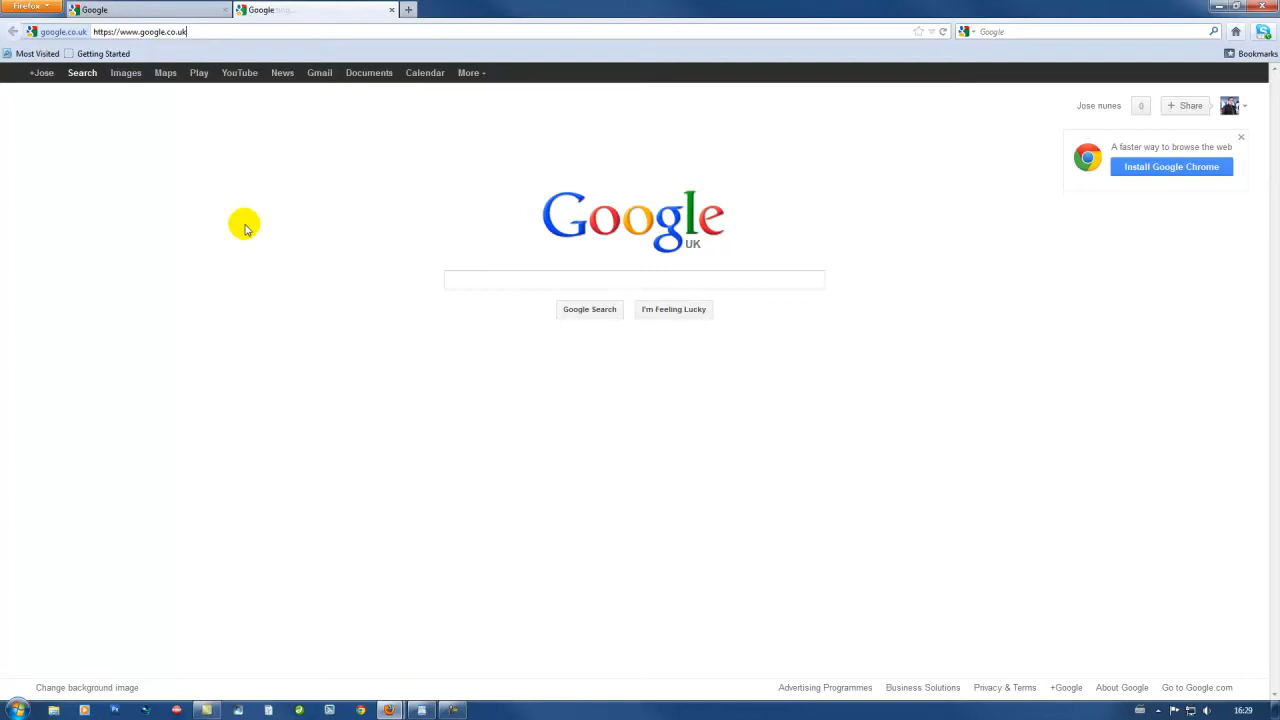 Firefox
Google
Google
google.co.uk https://www.google.co.uk
Google
Most Visited Getting Started
Bookmarks
+Jose Search Images Maps Play YouTube News Gmail Documents Calendar More
Jose nunes 0 + Share
A faster way to browse the web
Install Google Chrome
Google
UK
Google Search I'm Feeling Lucky
Change background image Advertising Programmes Business Solutions Privacy & Terms +Google About Google Go to Google.com
16:29